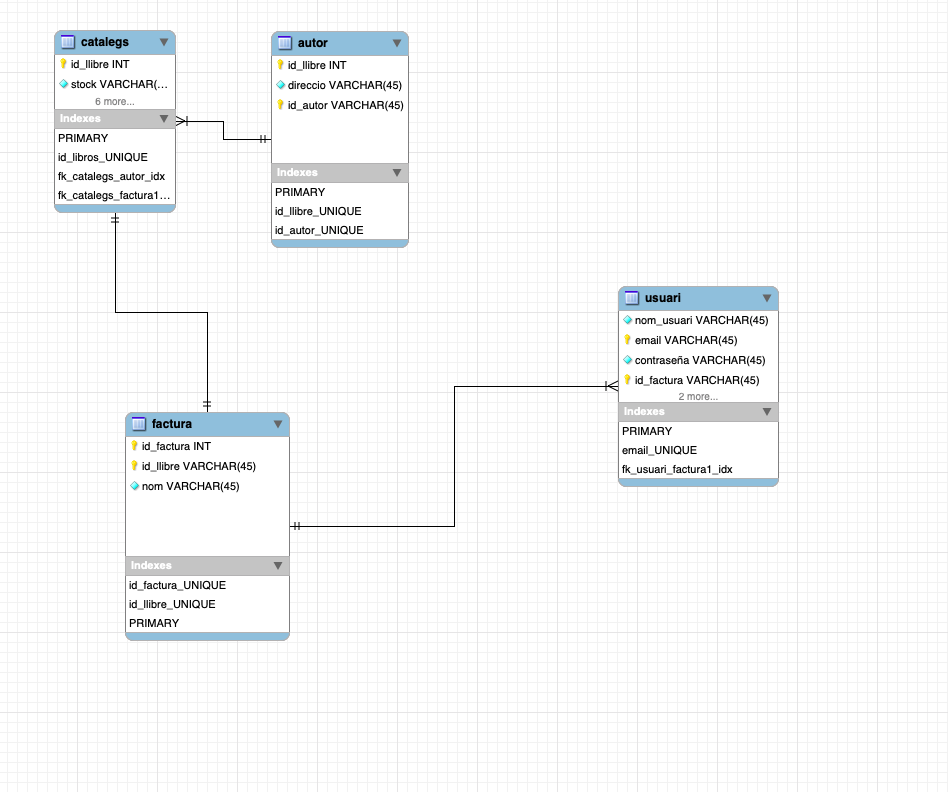 catalegs
id_llibre INT
stock VARCHAR(...
6 more...
Indexes
PRIMARY
id_libros_UNIQUE
fk_catalegs_autor_idx
fk_catalegs_factura1...
autor
id_llibre INT
direccio VARCHAR(45)
id_autor VARCHAR(45)
Indexes
PRIMARY
id_llibre_UNIQUE
id_autor_UNIQUE
usuari
nom_usuari VARCHAR(45)
email VARCHAR(45)
contraseña VARCHAR(45)
id_factura VARCHAR(45)
2 more...
Indexes
PRIMARY
email_UNIQUE
fk_usuari_factura1_idx
factura
id_factura INT
id_llibre VARCHAR(45)
nom VARCHAR(45)
Indexes
id_factura_UNIQUE
id_llibre_UNIQUE
PRIMARY